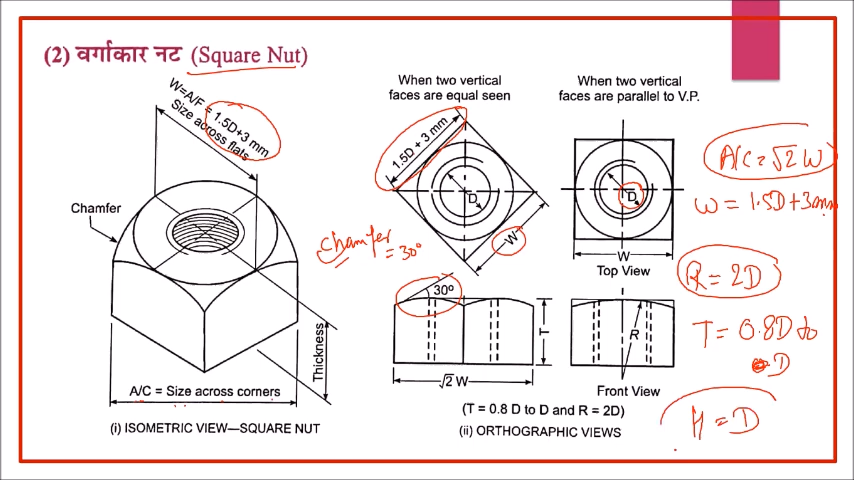 (2) वर्गाकार नट (Square Nut)
W=A/F = 1.5D+3 mm
Size across flats
Chamfer
Thickness
A/C = Size across corners
(i) ISOMETRIC VIEW—SQUARE NUT
chamfer
= 30°
When two vertical
faces are equal seen
1.5D + 3 mm
D
W
30º
T
√2 W
When two vertical
faces are parallel to V.P.
D
W
Top View
R
Front View
(T = 0.8 D to D and R = 2D)
(ii) ORTHOGRAPHIC VIEWS
A/C = √2 W
W = 1.5D+3mm
R = 2D
T = 0.8D to
D
H = D